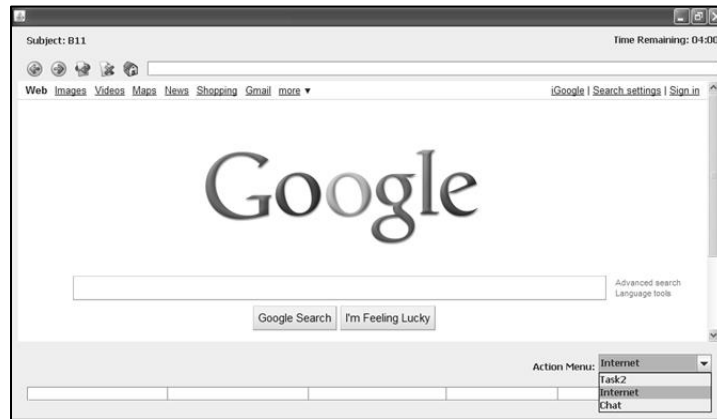 Subject: B11
Time Remaining: 04:00
Web Images Videos Maps News Shopping Gmail more ▼
iGoogle | Search settings | Sign in
Google
Advanced search
Language tools
Google Search I'm Feeling Lucky
Action Menu: Internet
Task2
Internet
Chat